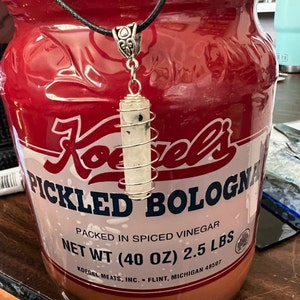 Koegel's
PICKLED BOLOGN
PACKED IN SPICED VINEGAR
NET WT (40 OZ) 2.5 LBS
KOEGEL MEATS, INC. • FLINT, MICHIGAN 48507